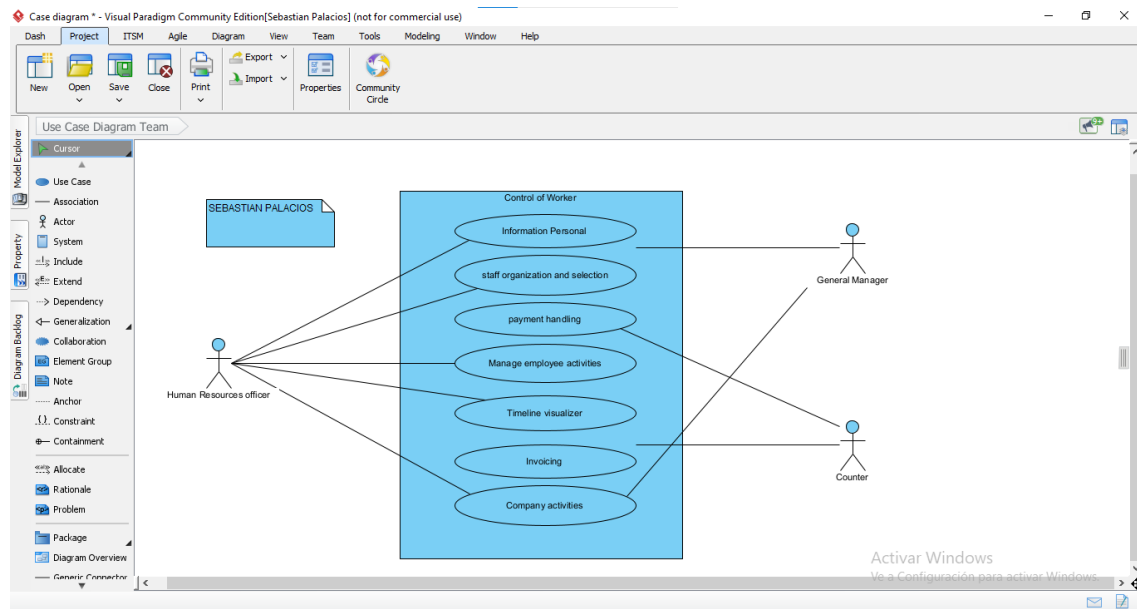 Case diagram * - Visual Paradigm Community Edition[Sebastian Palacios] (not for commercial use)
Dash Project ITSM Agile Diagram View Team Tools Modeling Window Help
New
Open
Save
Close
Print
Export
Import
Properties
Community
Circle
Use Case Diagram Team
Model Explorer
Property
Diagram Backlog
Cursor
Use Case
Association
Actor
System
Include
Extend
Dependency
Generalization
Collaboration
Element Group
Note
Anchor
Constraint
Containment
Allocate
Rationale
Problem
Package
Diagram Overview
Generic Connector
SEBASTIAN PALACIOS
Control of Worker
Information Personal
staff organization and selection
payment handling
Manage employee activities
Timeline visualizer
Invoicing
Company activities
Human Resources officer
General Manager
Counter
Activar Windows
Ve a Configuración para activar Windows.